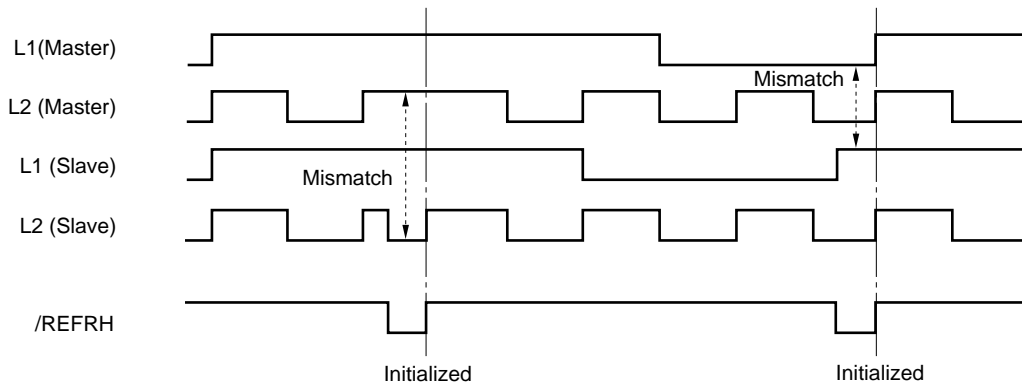 L1(Master)
Mismatch
L2 (Master)
L1 (Slave)
Mismatch
L2 (Slave)
/REFRH
Initialized
Initialized